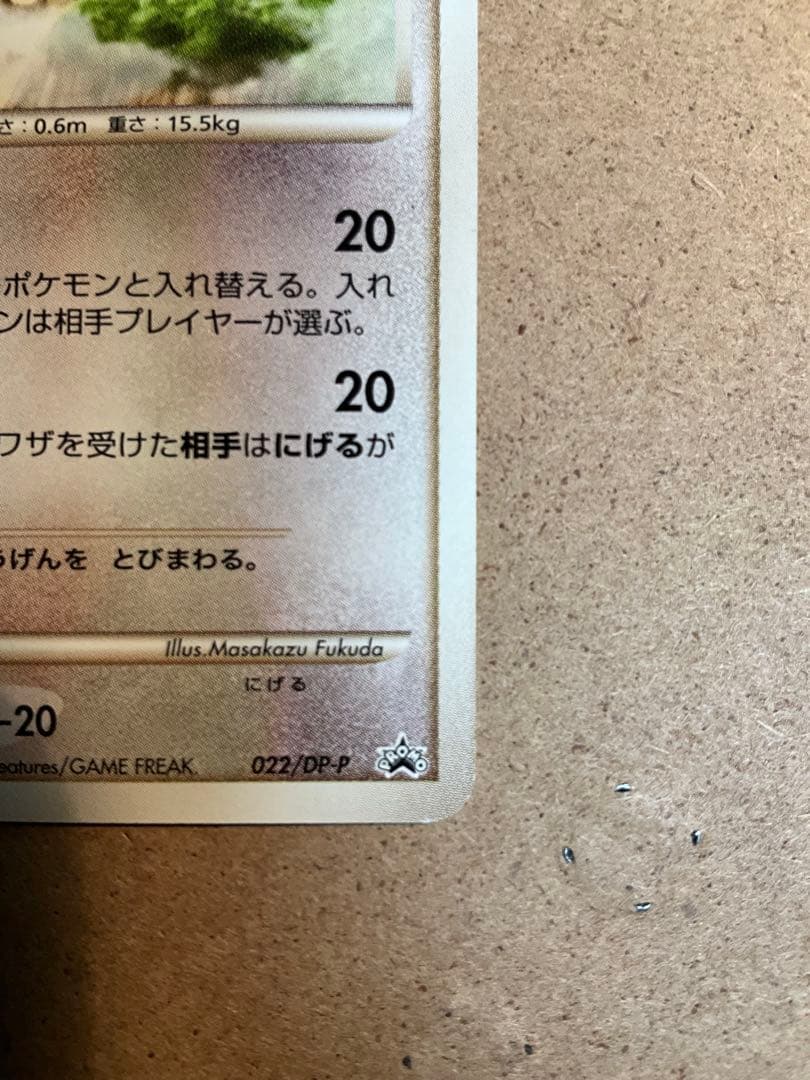 さ：0.6m 重さ：15.5kg
20
ポケモンと入れ替える。入れ
ンは相手プレイヤーが選ぶ。
20
ワザを受けた相手はにげるが
うげんを とびまわる。
Illus.Masakazu Fukuda
にげる
-20
eatures/GAME FREAK.
022/DP-P
PROMO